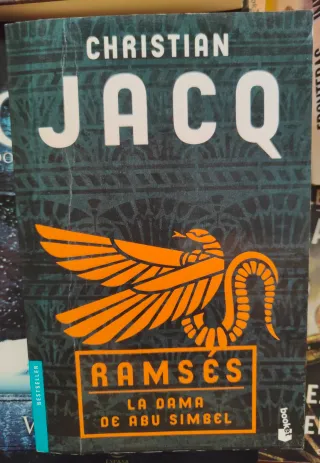 CHRISTIAN
JACQ
RAMSÉS
LA DAMA
DE ABU SIMBEL
BESTSELLER
booket